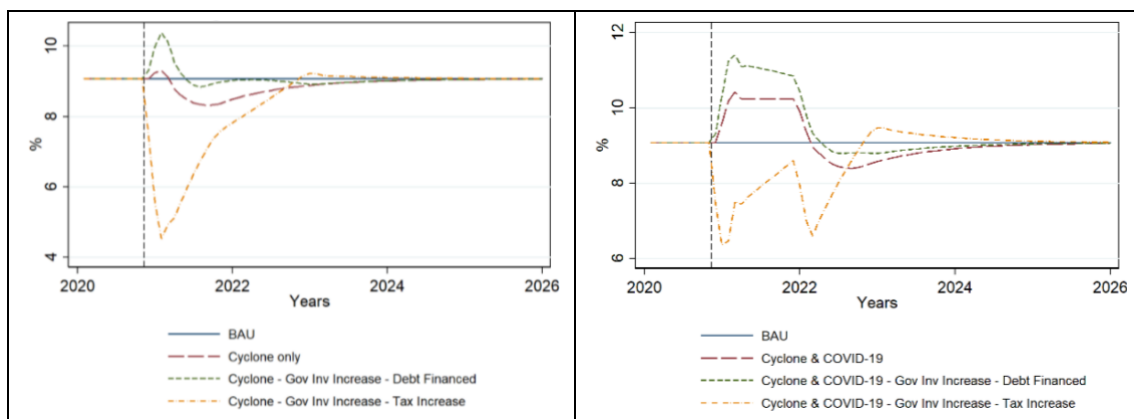 10
8
6
4
%
2020
2022
2024
2026
Years
BAU
Cyclone only
Cyclone - Gov Inv Increase - Debt Financed
Cyclone - Gov Inv Increase - Tax Increase
12
10
8
6
%
2020
2022
2024
2026
Years
BAU
Cyclone & COVID-19
Cyclone & COVID-19 - Gov Inv Increase - Debt Financed
Cyclone & COVID-19 - Gov Inv Increase - Tax Increase